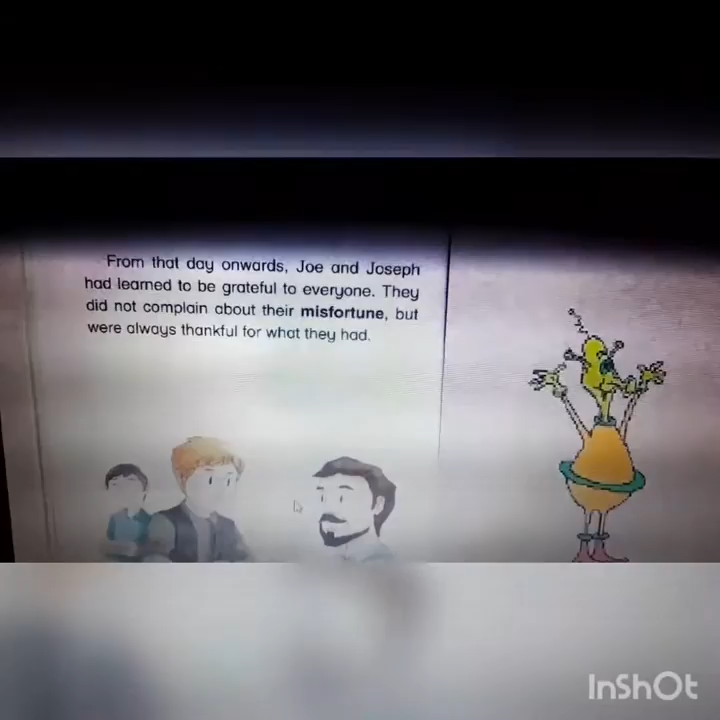 From that day onwards, Joe and Joseph
had learned to be grateful to everyone. They
did not complain about their misfortune, but
were always thankful for what they had.
InShOt